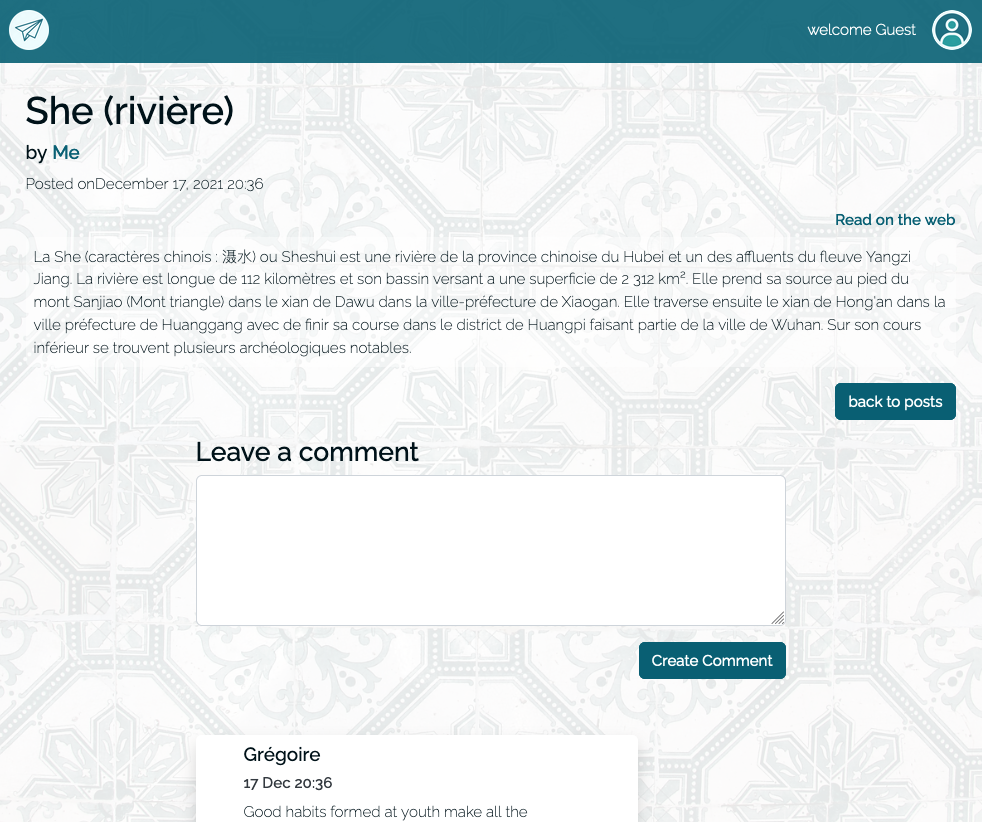 welcome Guest
She (rivière)
by Me
Posted onDecember 17, 2021 20:36
Read on the web
La She (caractères chinois : 滠水) ou Sheshui est une rivière de la province chinoise du Hubei et un des affluents du fleuve Yangzi
Jiang. La rivière est longue de 112 kilomètres et son bassin versant a une superficie de 2 312 km². Elle prend sa source au pied du
mont Sanjiao (Mont triangle) dans le xian de Dawu dans la ville-préfecture de Xiaogan. Elle traverse ensuite le xian de Hong'an dans la
ville préfecture de Huanggang avec de finir sa course dans le district de Huangpi faisant partie de la ville de Wuhan. Sur son cours
inférieur se trouvent plusieurs archéologiques notables.
back to posts
Leave a comment
Create Comment
Grégoire
17 Dec 20:36
Good habits formed at youth make all the